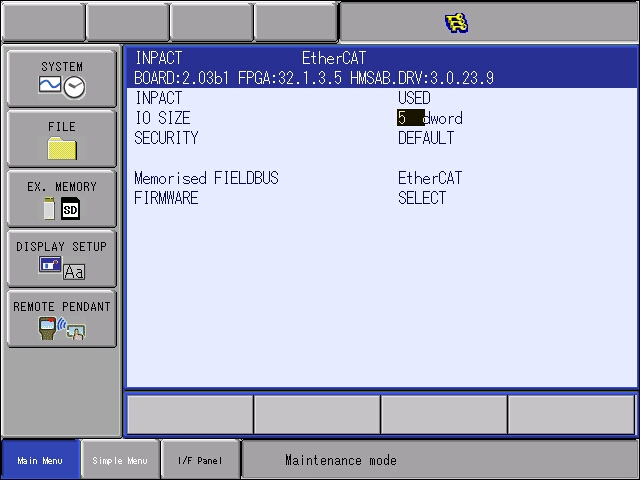 INPACT EtherCAT
BOARD:2.03b1 FPGA:32.1.3.5 HMSAB.DRV:3.0.23.9
INPACT USED
IO SIZE 5 dword
SECURITY DEFAULT
Memorised FIELDBUS EtherCAT
FIRMWARE SELECT
SYSTEM
FILE
EX. MEMORY
SD
DISPLAY SETUP
Aa
REMOTE PENDANT
Main Menu
Simple Menu
I/F Panel
Maintenance mode